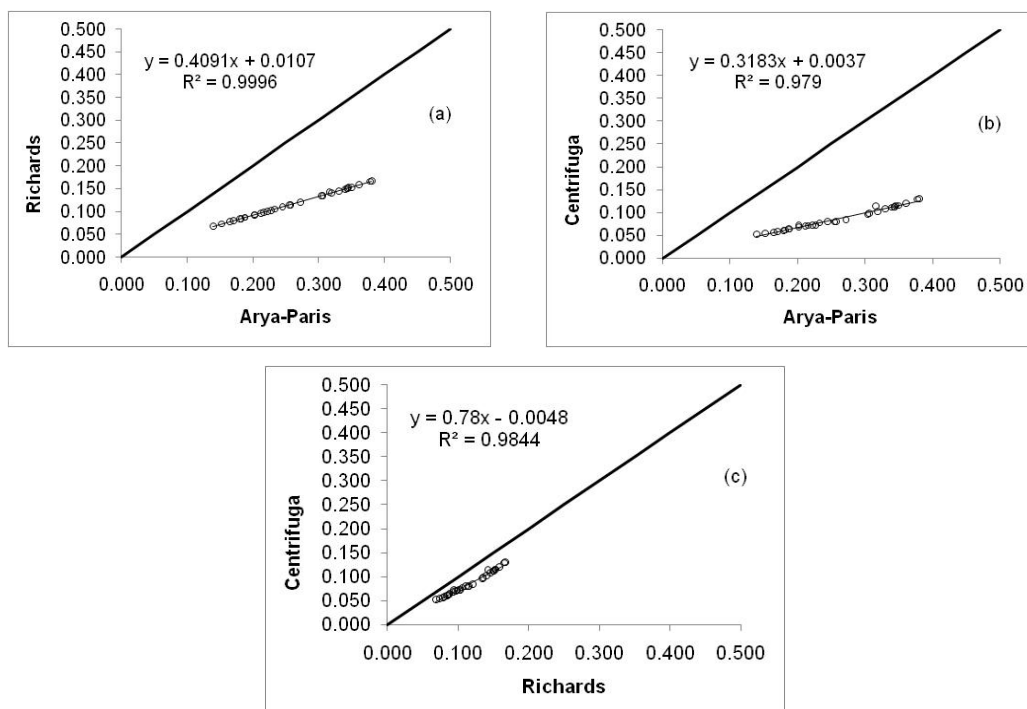 y = 0.4091x + 0.0107
R² = 0.9996
(a)
Richards
0.500
0.450
0.400
0.350
0.300
0.250
0.200
0.150
0.100
0.050
0.000
0.000 0.100 0.200 0.300 0.400 0.500
Arya-Paris
y = 0.3183x + 0.0037
R² = 0.979
(b)
Centrifuga
0.500
0.450
0.400
0.350
0.300
0.250
0.200
0.150
0.100
0.050
0.000
0.000 0.100 0.200 0.300 0.400 0.500
Arya-Paris
y = 0.78x - 0.0048
R² = 0.9844
(c)
Centrifuga
0.500
0.450
0.400
0.350
0.300
0.250
0.200
0.150
0.100
0.050
0.000
0.000 0.100 0.200 0.300 0.400 0.500
Richards